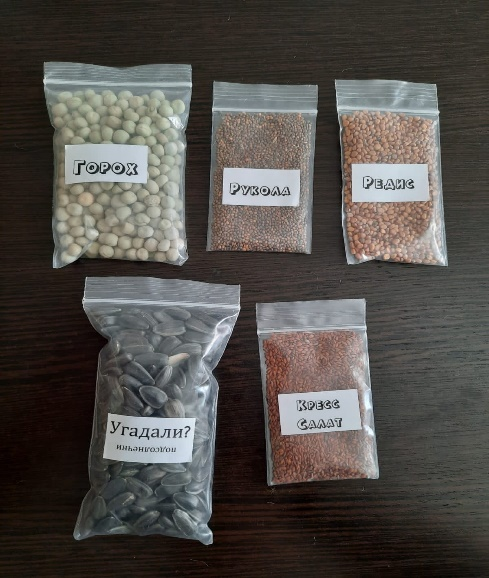 Горох
Рукола
Редис
Угадали?
подсолнечник
Кресс
Салат